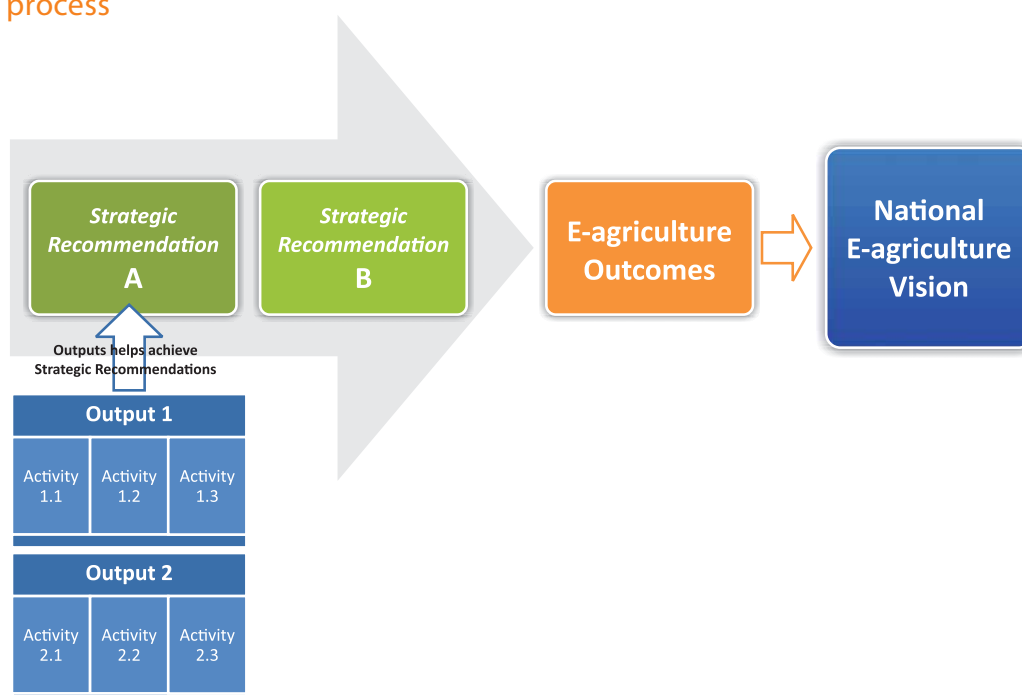 process
Strategic
Recommendation
A
Strategic
Recommendation
B
E-agriculture
Outcomes
National
E-agriculture
Vision
Outputs helps achieve
Strategic Recommendations
Output 1
Activity
1.1
Activity
1.2
Activity
1.3
Output 2
Activity
2.1
Activity
2.2
Activity
2.3